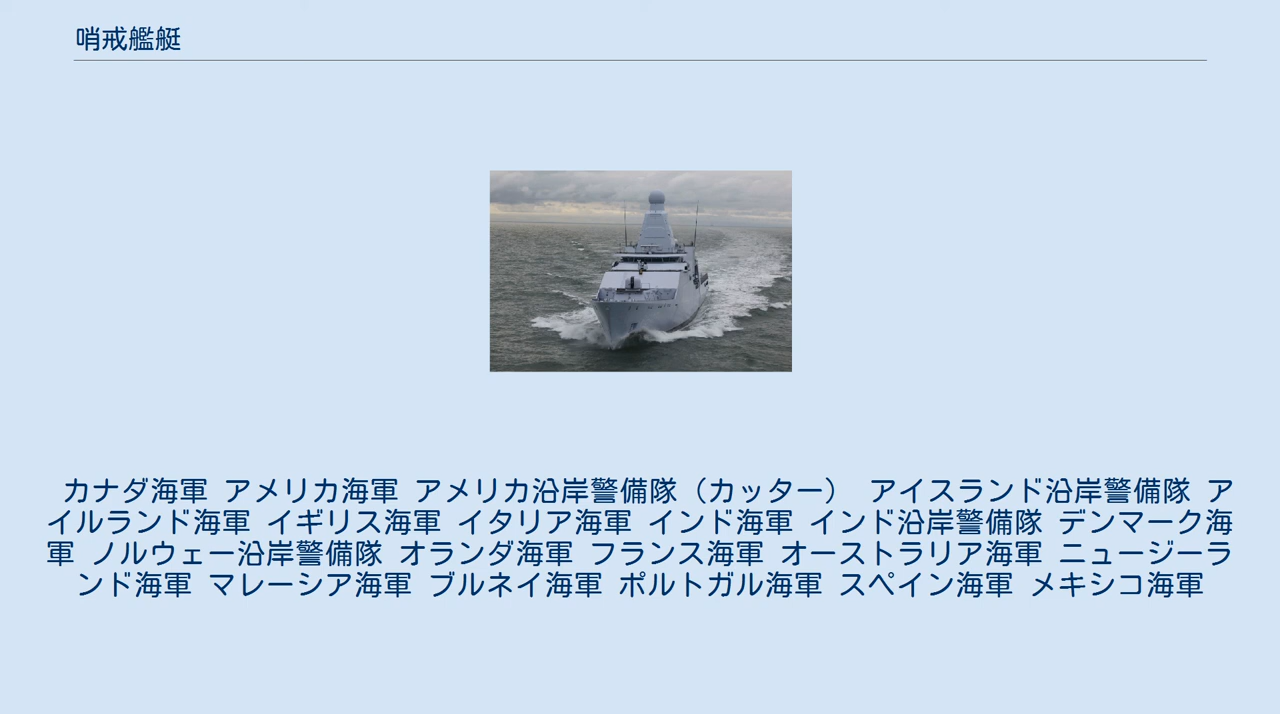 哨戒艦艇
カナダ海軍 アメリカ海軍 アメリカ沿岸警備隊（カッター） アイスランド沿岸警備隊 ア
イルランド海軍 イギリス海軍 イタリア海軍 インド海軍 インド沿岸警備隊 デンマーク海
軍 ノルウェー沿岸警備隊 オランダ海軍 フランス海軍 オーストラリア海軍 ニュージーラ
ンド海軍 マレーシア海軍 ブルネイ海軍 ポルトガル海軍 スペイン海軍 メキシコ海軍